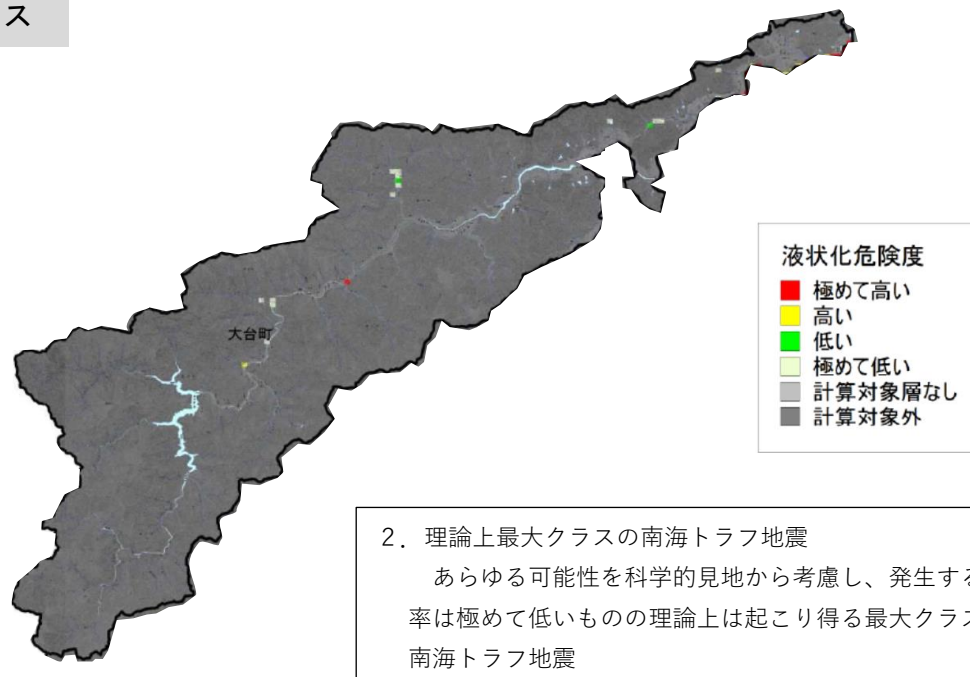 ス
大台町
液状化危険度
極めて高い
高い
低い
極めて低い
計算対象層なし
計算対象外
2．理論上最大クラスの南海トラフ地震
あらゆる可能性を科学的見地から考慮し、発生する
率は極めて低いものの理論上は起こり得る最大クラス
南海トラフ地震